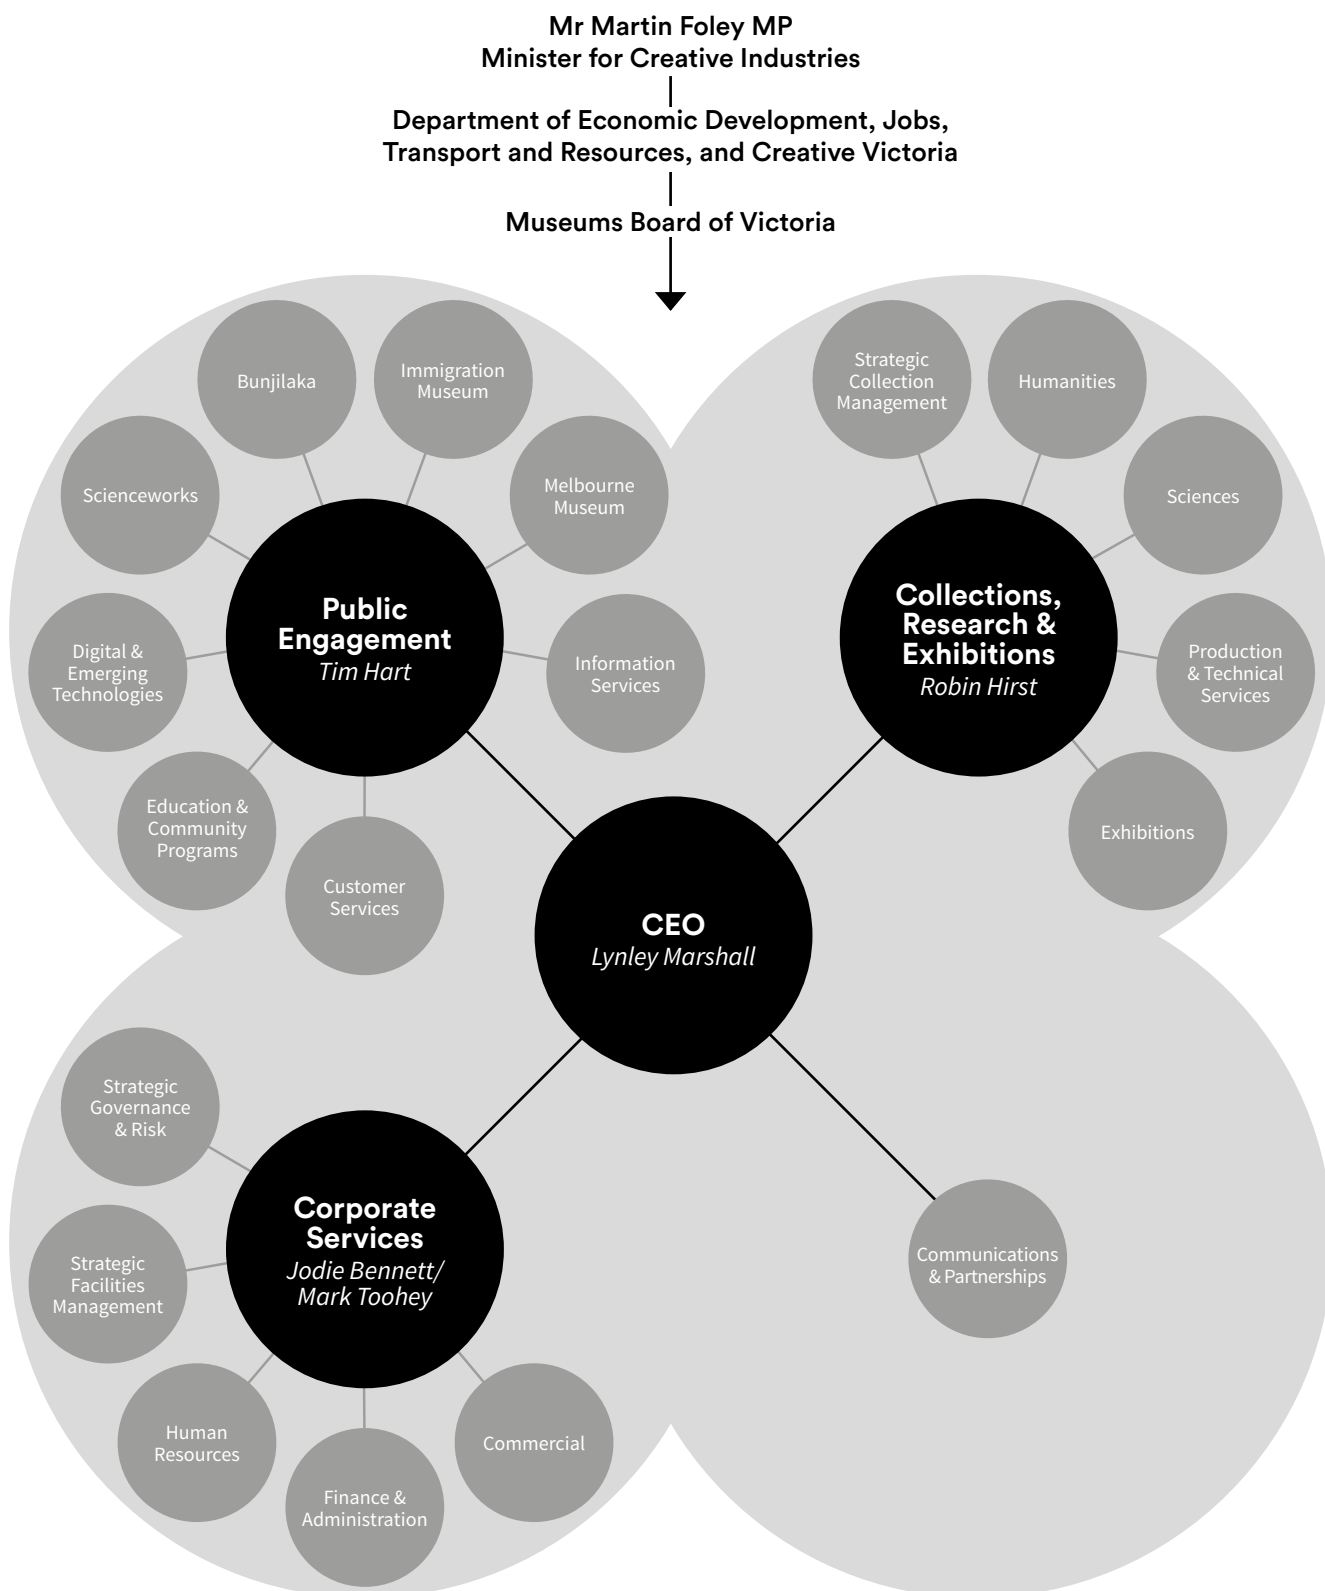 Mr Martin Foley MP
Minister for Creative Industries
Department of Economic Development, Jobs,
Transport and Resources, and Creative Victoria
Museums Board of Victoria
Bunjilaka
Immigration
Museum
Scienceworks
Melbourne
Museum
Public
Engagement
Tim Hart
Digital &
Emerging
Technologies
Information
Services
Education &
Community
Programs
Customer
Services
Strategic
Collection
Management
Humanities
Sciences
Collections,
Research &
Exhibitions
Robin Hirst
Production
& Technical
Services
Exhibitions
CEO
Lynley Marshall
Strategic
Governance
& Risk
Corporate
Services
Jodie Bennett/
Mark Toohey
Strategic
Facilities
Management
Human
Resources
Finance &
Administration
Commercial
Communications
& Partnerships